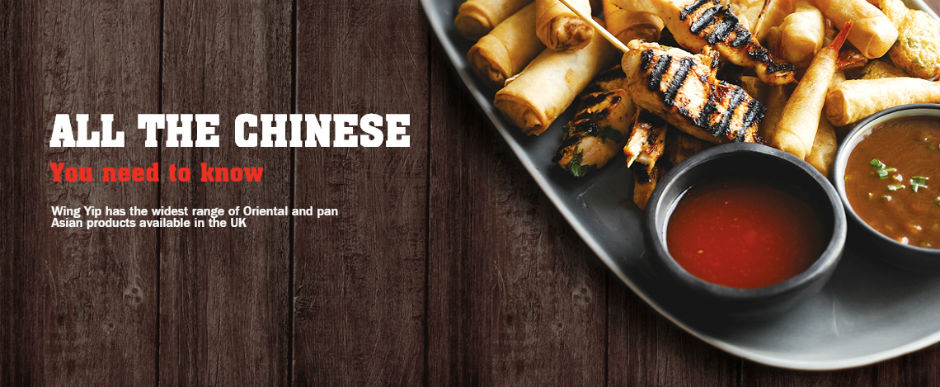 ALL THE CHINESE
You need to know
Wing Yip has the widest range of Oriental and pan
Asian products available in the UK